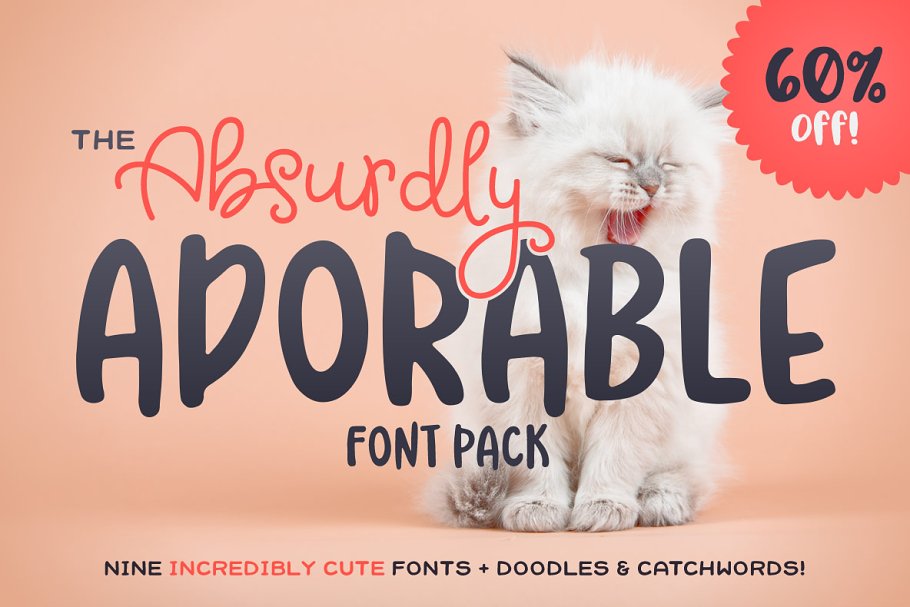 THE Absurdly
ADORABLE
FONT PACK
60%
OFF!
NINE INCREDIBLY CUTE FONTS + DOODLES & CATCHWORDS!